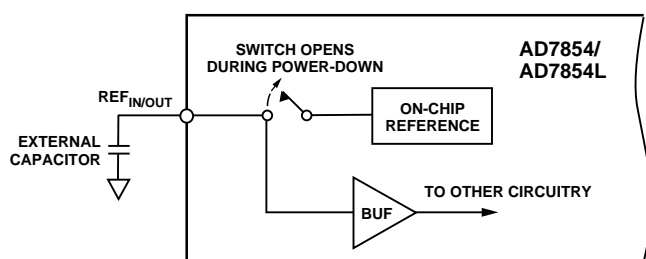 SWITCH OPENS
DURING POWER-DOWN
AD7854/
AD7854L
REFIN/OUT
ON-CHIP
REFERENCE
EXTERNAL
CAPACITOR
BUF
TO OTHER CIRCUITRY